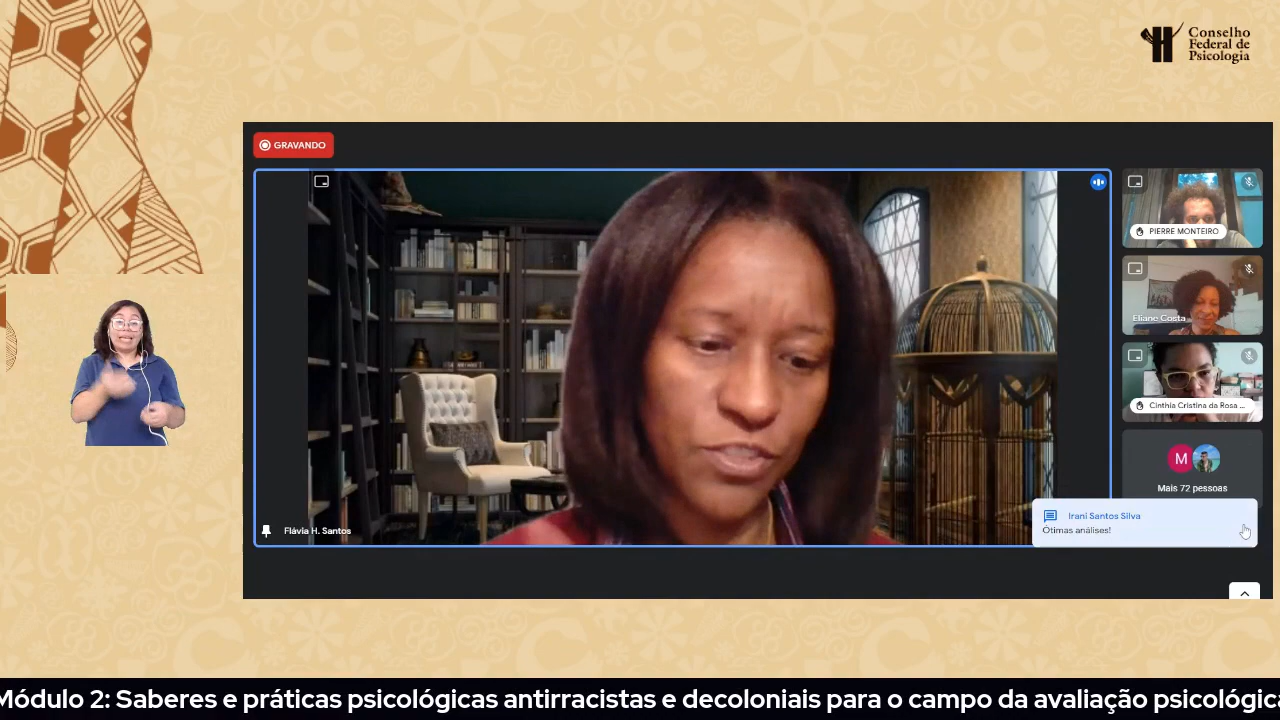 Conselho
Federal de
Psicologia
GRAVANDO
PIERRE MONTEIRO
Eliane Costa
Cinthia Cristina da Rosa ...
M
Mais 72 pessoas
Irani Santos Silva
Ótimas análises!
Flávia H. Santos
Módulo 2: Saberes e práticas psicológicas antirracistas e decoloniais para o campo da avaliação psicológica